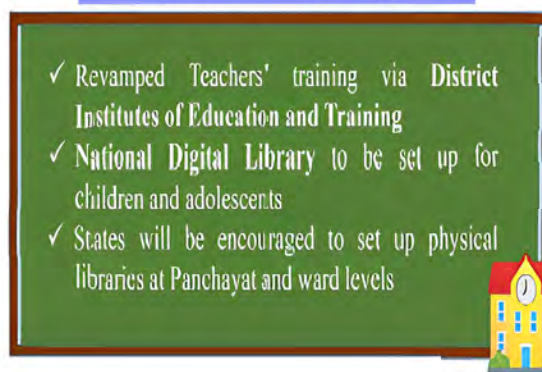 ✓ Revamped Teachers' training via District
Institutes of Education and Training
✓ National Digital Library to be set up for
children and adolescents
✓ States will be encouraged to set up physical
libraries at Panchayat and ward levels